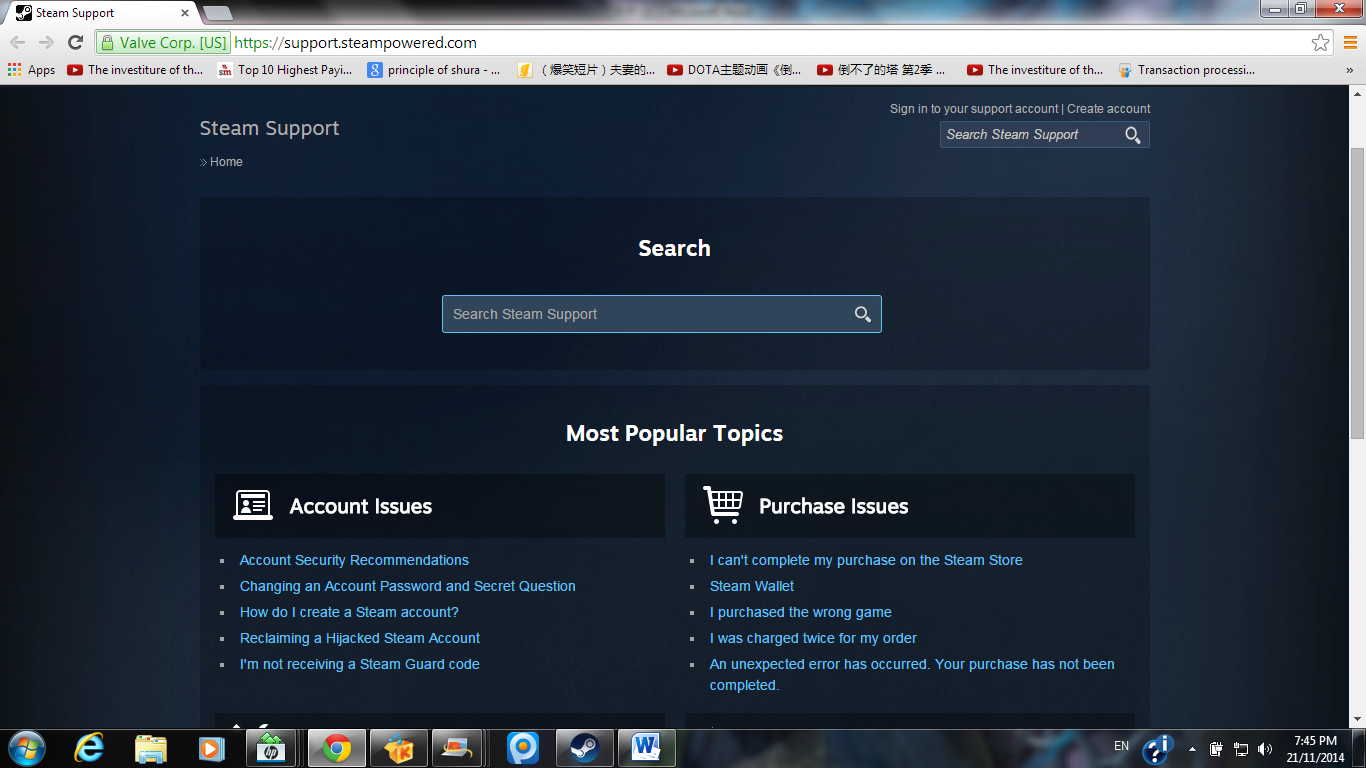 Steam Support
Valve Corp. [US] https://support.steampowered.com
Apps The investiture of th... Top 10 Highest Payi... principle of shura - ... （爆笑短片）夫妻的... DOTA主题动画《倒... 倒不了的塔 第2季 ... The investiture of th... Transaction processi... »
Sign in to your support account | Create account
Steam Support
Search Steam Support
» Home
Search
Search Steam Support
Most Popular Topics
Account Issues
Account Security Recommendations
Changing an Account Password and Secret Question
How do I create a Steam account?
Reclaiming a Hijacked Steam Account
I'm not receiving a Steam Guard code
Purchase Issues
I can't complete my purchase on the Steam Store
Steam Wallet
I purchased the wrong game
I was charged twice for my order
An unexpected error has occurred. Your purchase has not been
completed.
EN
7:45 PM
21/11/2014